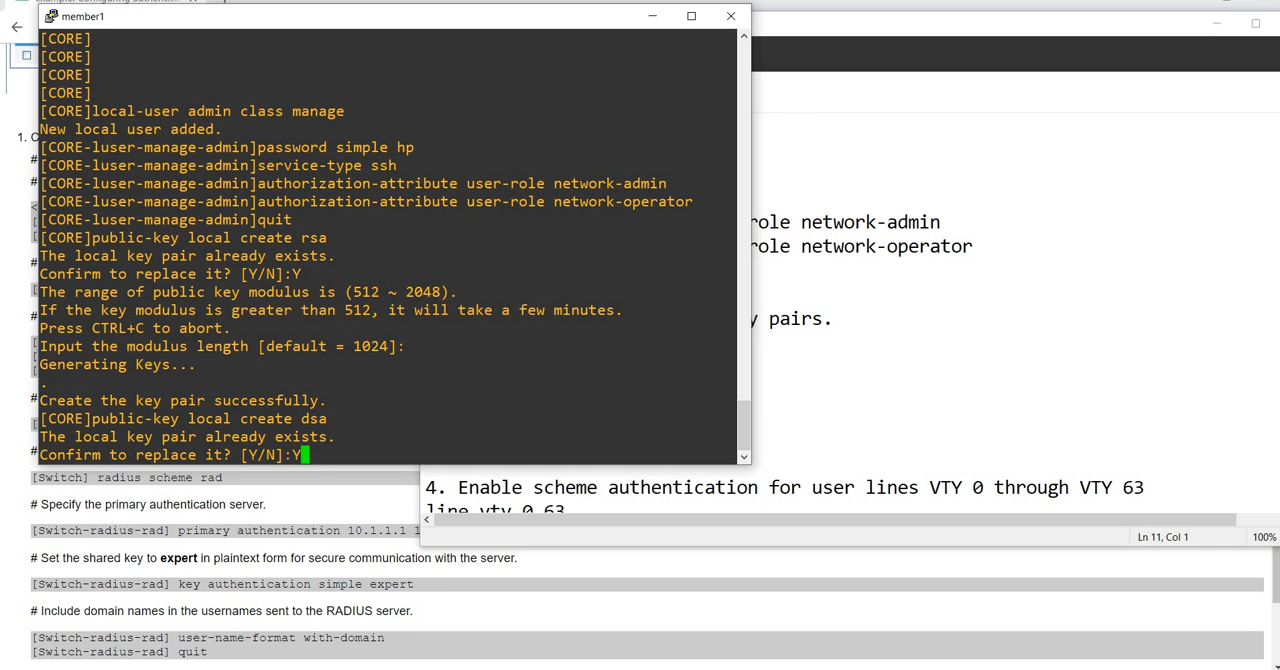 member1
[CORE]
[CORE]
[CORE]
[CORE]
[CORE]local-user admin class manage
New local user added.
[CORE-luser-manage-admin]password simple hp
[CORE-luser-manage-admin]service-type ssh
[CORE-luser-manage-admin]authorization-attribute user-role network-admin
[CORE-luser-manage-admin]authorization-attribute user-role network-operator
[CORE-luser-manage-admin]quit
[CORE]public-key local create rsa
The local key pair already exists.
Confirm to replace it? [Y/N]:Y
The range of public key modulus is (512 ~ 2048).
If the key modulus is greater than 512, it will take a few minutes.
Press CTRL+C to abort.
Input the modulus length [default = 1024]:
Generating Keys...
.
Create the key pair successfully.
[CORE]public-key local create dsa
The local key pair already exists.
Confirm to replace it? [Y/N]:Y
role network-admin
role network-operator
pairs.
4. Enable scheme authentication for user lines VTY 0 through VTY 63
line vty 0 63
Ln 11, Col 1
100%
1.
#
#
<
[
[
#
[
#
[
[
[
#
[
#
[Switch] radius scheme rad
# Specify the primary authentication server.
[Switch-radius-rad] primary authentication 10.1.1.1 1
# Set the shared key to expert in plaintext form for secure communication with the server.
[Switch-radius-rad] key authentication simple expert
# Include domain names in the usernames sent to the RADIUS server.
[Switch-radius-rad] user-name-format with-domain
[Switch-radius-rad] quit